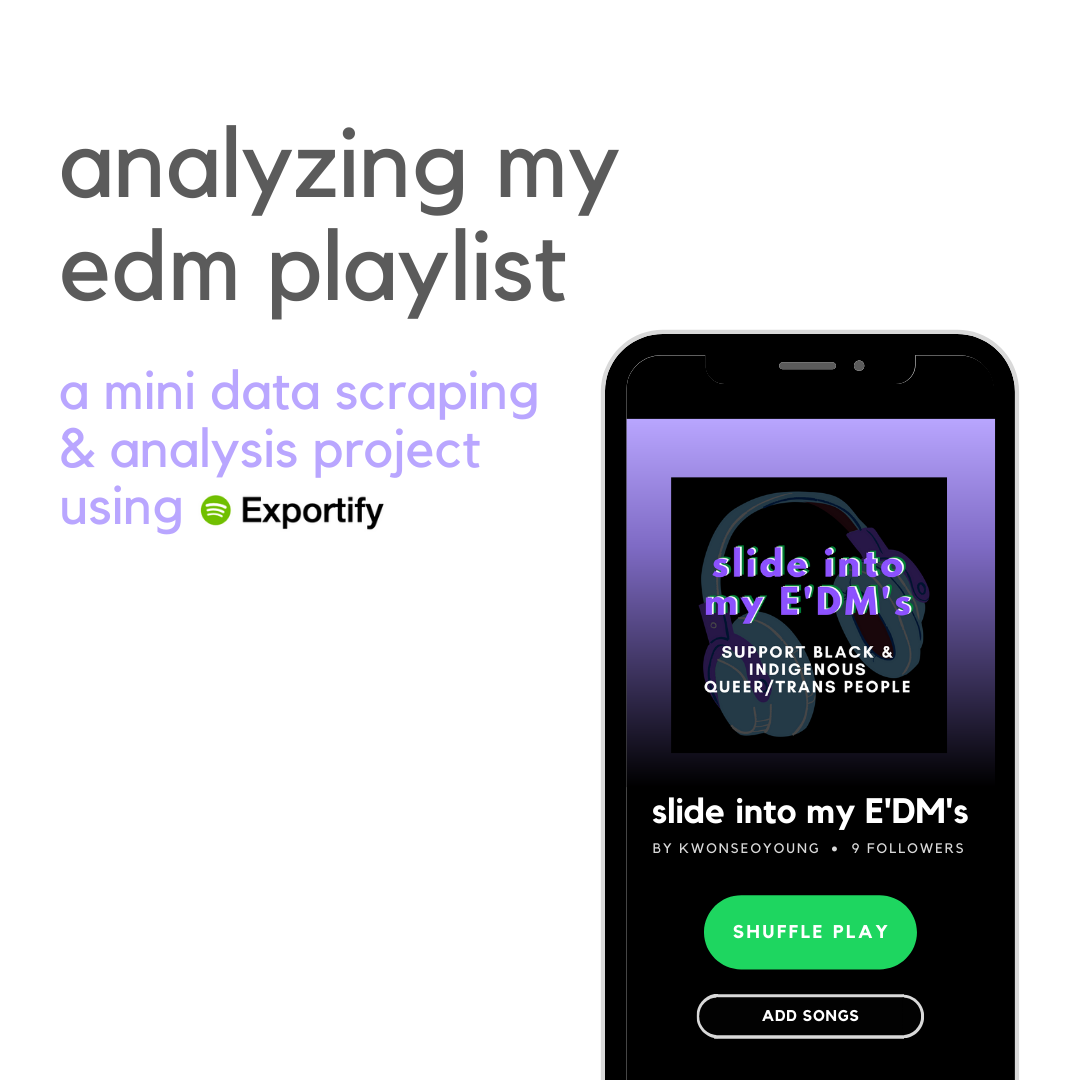 analyzing my
edm playlist
a mini data scraping
& analysis project
using Exportify
slide into
my E'DM's
SUPPORT BLACK &
INDIGENOUS
QUEER/TRANS PEOPLE
slide into my E'DM's
BY KWONSEOYOUNG • 9 FOLLOWERS
SHUFFLE PLAY
ADD SONGS